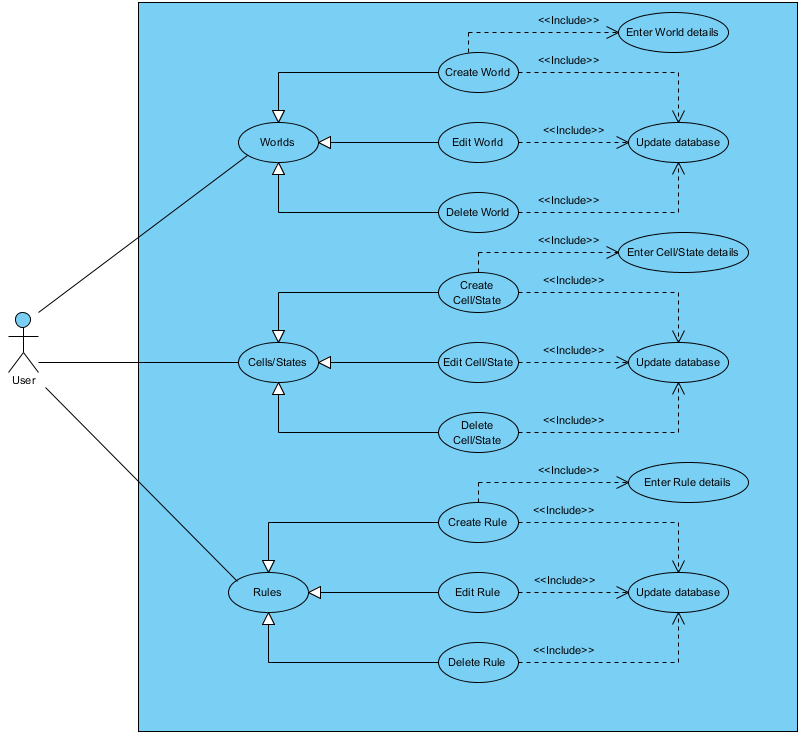 <<Include>>
Enter World details
<<Include>>
Create World
<<Include>>
Worlds
Edit World
Update database
<<Include>>
Delete World
<<Include>>
Enter Cell/State details
<<Include>>
Create
Cell/State
<<Include>>
Cells/States
Edit Cell/State
Update database
User
<<Include>>
Delete
Cell/State
<<Include>>
Enter Rule details
<<Include>>
Create Rule
<<Include>>
Rules
Edit Rule
Update database
<<Include>>
Delete Rule